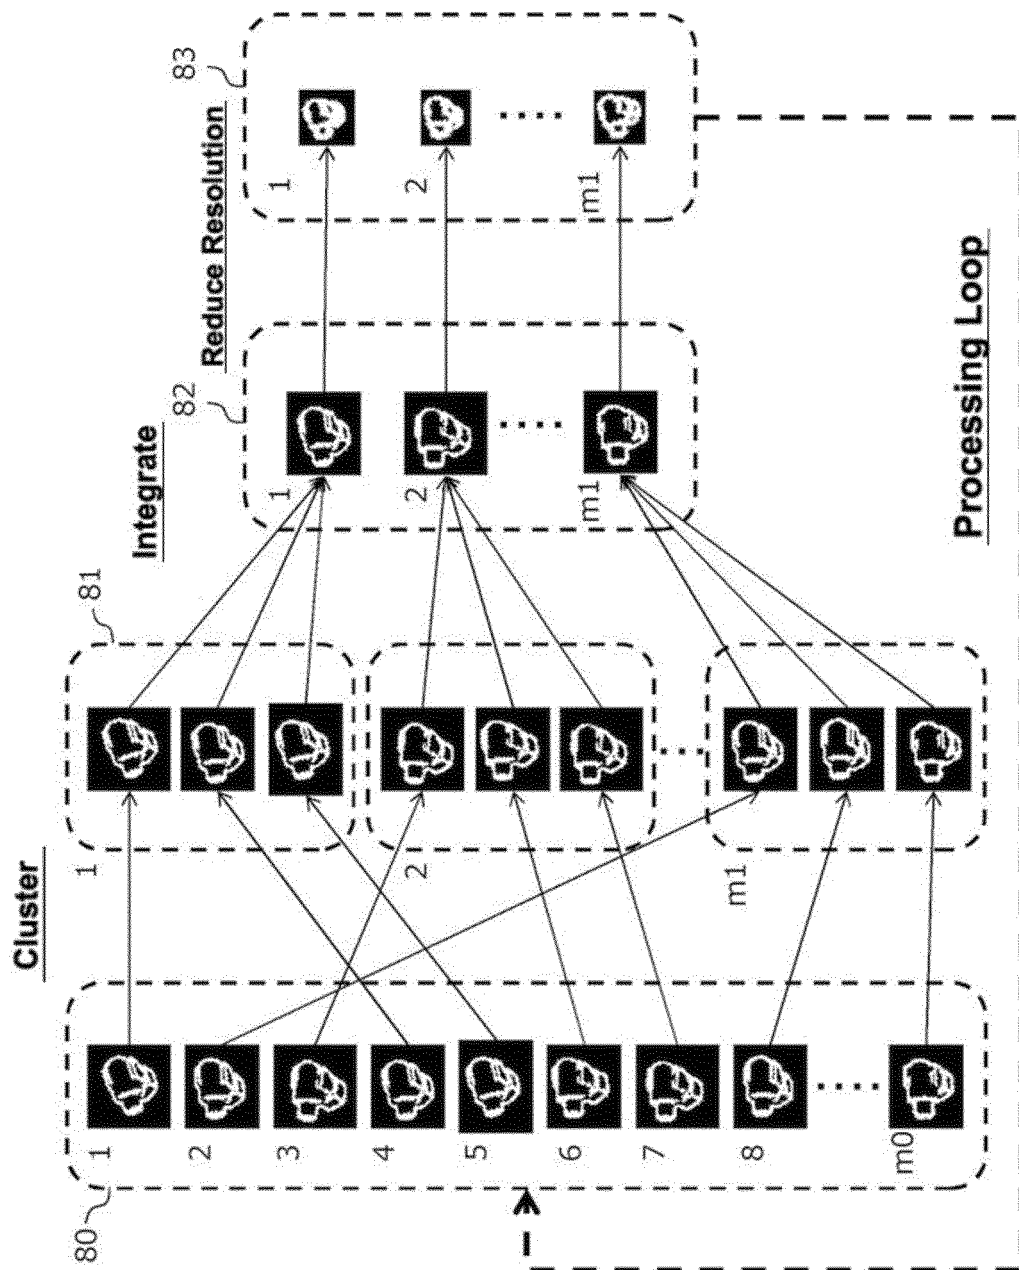 Cluster
Integrate
Reduce Resolution
80
81
82
83
1
2
3
4
5
6
7
8
m0
1
2
m1
1
2
m1
1
2
m1
Processing Loop